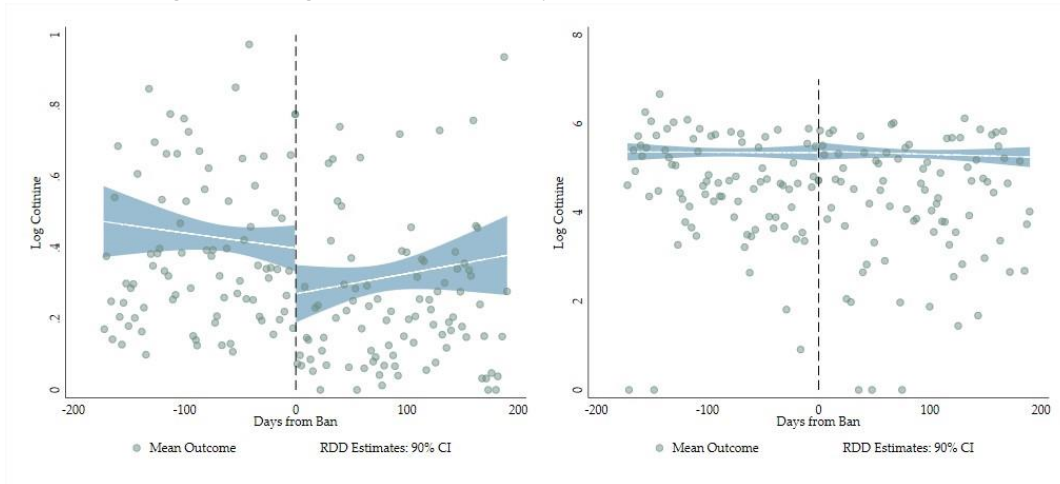 1
.8
.6
.4
.2
0
Log Cotinine
-200
-100
0
100
200
Days from Ban
Mean Outcome
RDD Estimates: 90% CI
8
6
4
2
0
Log Cotinine
-200
-100
0
100
200
Days from Ban
Mean Outcome
RDD Estimates: 90% CI